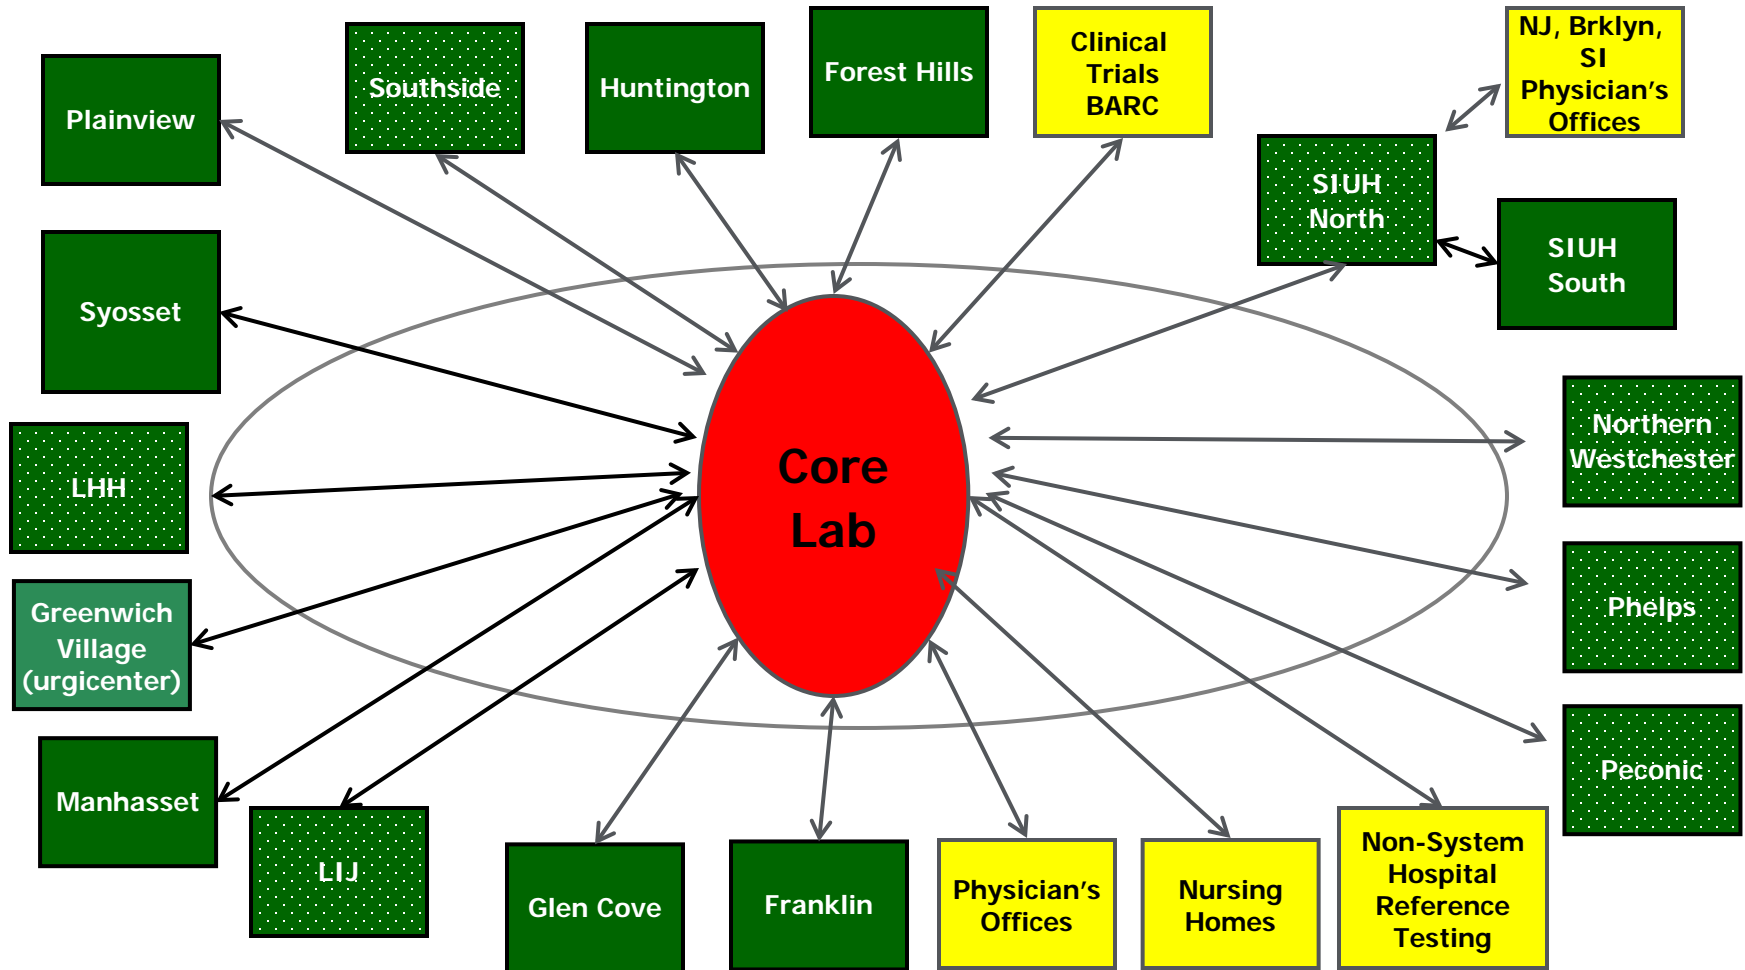 Plainview
Southside
Huntington
Forest Hills
Clinical
Trials
BARC
NJ, Brklyn,
SI
Physician’s
Offices
SIUH
North
SIUH
South
Syosset
Core
Lab
Northern
Westchester
LHH
Greenwich
Village
(urgicenter)
Phelps
Manhasset
Peconic
LIJ
Glen Cove
Franklin
Physician’s
Offices
Nursing
Homes
Non-System
Hospital
Reference
Testing